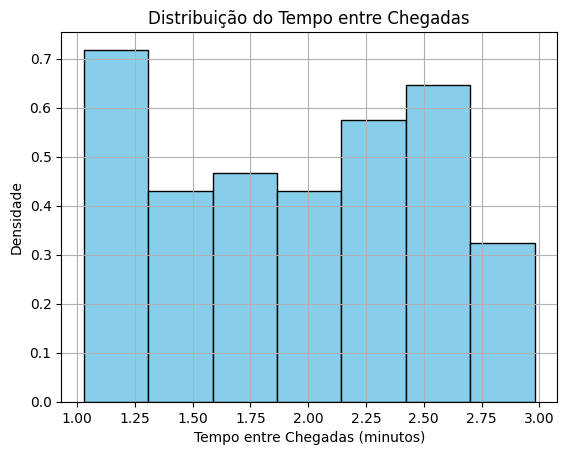 Distribuição do Tempo entre Chegadas
Densidade
0.7
0.6
0.5
0.4
0.3
0.2
0.1
0.0
1.00 1.25 1.50 1.75 2.00 2.25 2.50 2.75 3.00
Tempo entre Chegadas (minutos)